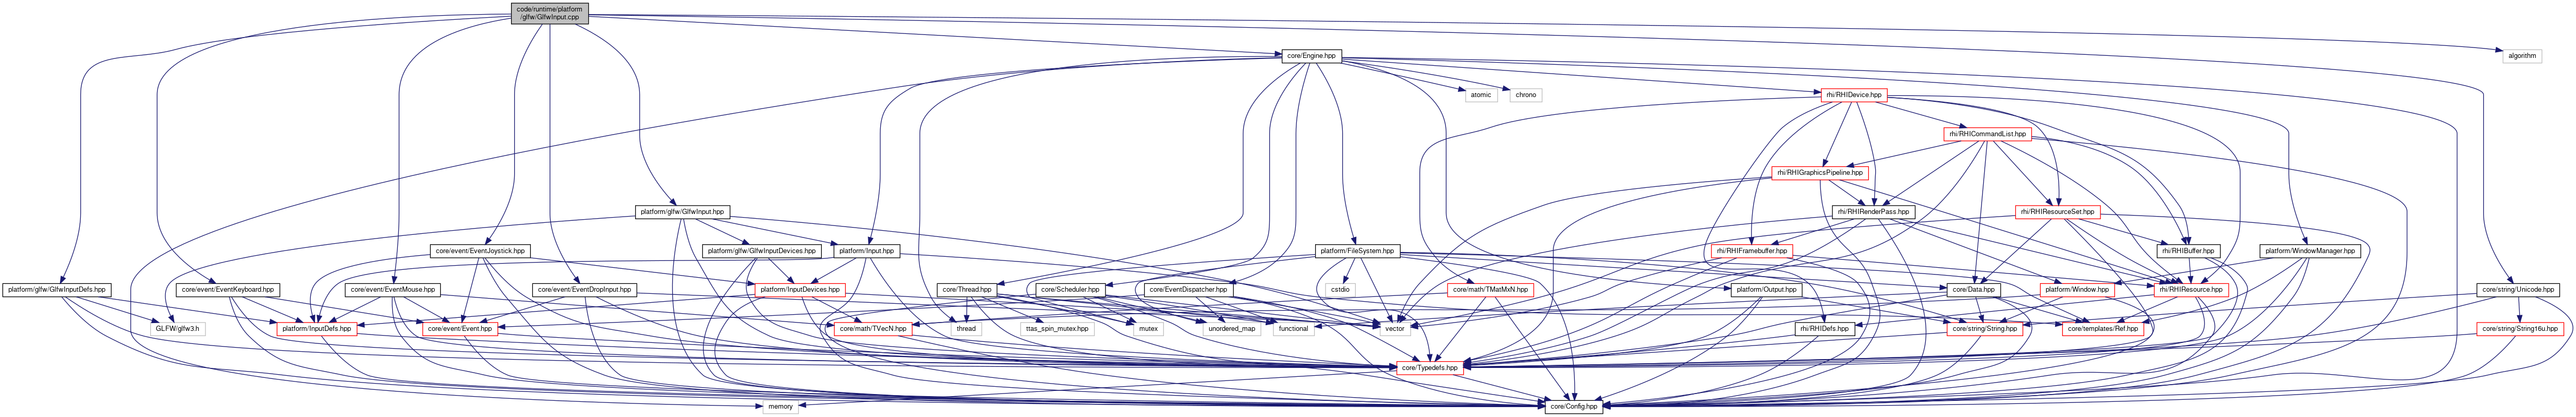 code/runtime/platform
/glfw/GlfwInput.cpp
core/Engine.hpp
algorithm
atomic
chrono
rhi/RHIDevice.hpp
rhi/RHICommandList.hpp
rhi/RHIGraphicsPipeline.hpp
platform/glfw/GlfwInput.hpp
rhi/RHIRenderPass.hpp
rhi/RHIResourceSet.hpp
core/event/EventJoystick.hpp
platform/glfw/GlfwInputDevices.hpp
platform/Input.hpp
platform/FileSystem.hpp
rhi/RHIFramebuffer.hpp
rhi/RHIBuffer.hpp
platform/WindowManager.hpp
platform/glfw/GlfwInputDefs.hpp
core/event/EventKeyboard.hpp
core/event/EventMouse.hpp
core/event/EventDropInput.hpp
platform/InputDevices.hpp
core/Thread.hpp
core/Scheduler.hpp
core/EventDispatcher.hpp
cstdio
core/math/TMatMxN.hpp
platform/Output.hpp
core/Data.hpp
platform/Window.hpp
rhi/RHIResource.hpp
core/string/Unicode.hpp
GLFW/glfw3.h
platform/InputDefs.hpp
core/event/Event.hpp
core/math/TVecN.hpp
thread
ttas_spin_mutex.hpp
mutex
unordered_map
functional
vector
rhi/RHIDefs.hpp
core/string/String.hpp
core/templates/Ref.hpp
core/string/String16u.hpp
core/Typedefs.hpp
memory
core/Config.hpp